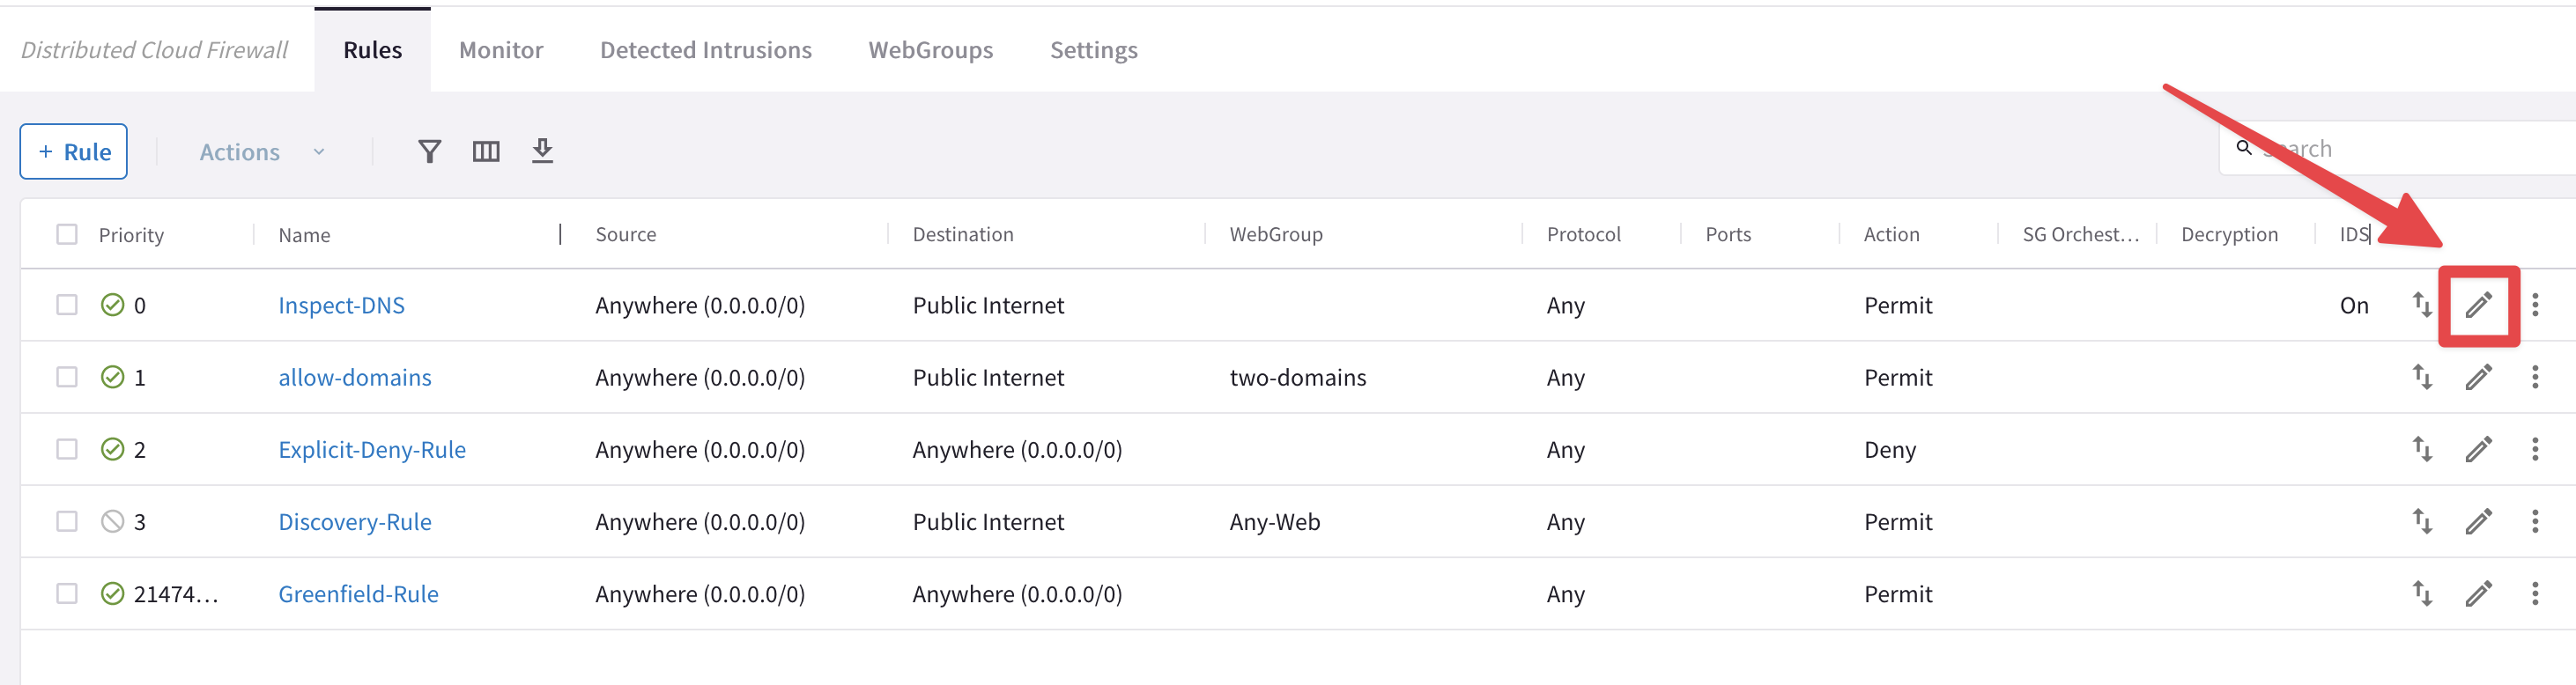 Distributed Cloud Firewall Rules Monitor Detected Intrusions WebGroups Settings
+ Rule Actions Search
Priority Name Source Destination WebGroup Protocol Ports Action SG Orchest... Decryption IDS
0 Inspect-DNS Anywhere (0.0.0.0/0) Public Internet Any Permit On
1 allow-domains Anywhere (0.0.0.0/0) Public Internet two-domains Any Permit
2 Explicit-Deny-Rule Anywhere (0.0.0.0/0) Anywhere (0.0.0.0/0) Any Deny
3 Discovery-Rule Anywhere (0.0.0.0/0) Public Internet Any-Web Any Permit
21474... Greenfield-Rule Anywhere (0.0.0.0/0) Anywhere (0.0.0.0/0) Any Permit